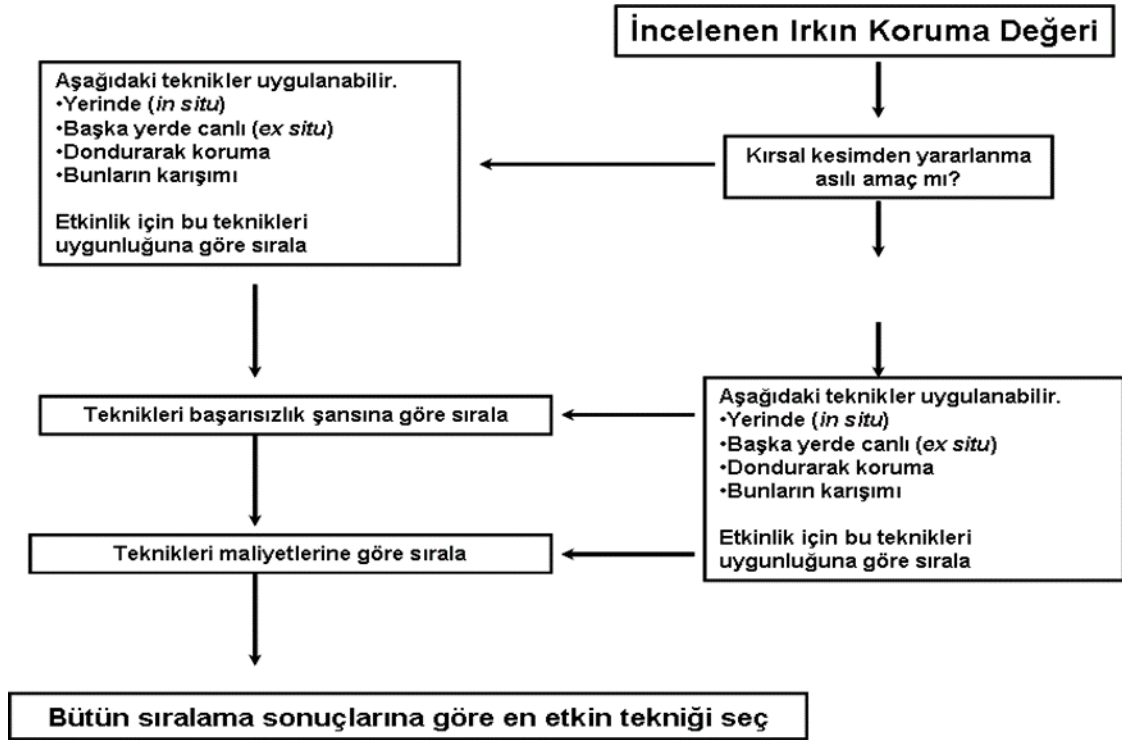 İncelenen Irkın Koruma Değeri
Aşağıdaki teknikler uygulanabilir.
•Yerinde (in situ)
•Başka yerde canlı (ex situ)
•Dondurarak koruma
•Bunların karışımı
Etkinlik için bu teknikleri
uygunluğuna göre sırala
Kırsal kesimden yararlanma
asılı amaç mı?
Teknikleri başarısızlık şansına göre sırala
Aşağıdaki teknikler uygulanabilir.
•Yerinde (in situ)
•Başka yerde canlı (ex situ)
•Dondurarak koruma
•Bunların karışımı
Etkinlik için bu teknikleri
uygunluğuna göre sırala
Teknikleri maliyetlerine göre sırala
Bütün sıralama sonuçlarına göre en etkin tekniği seç